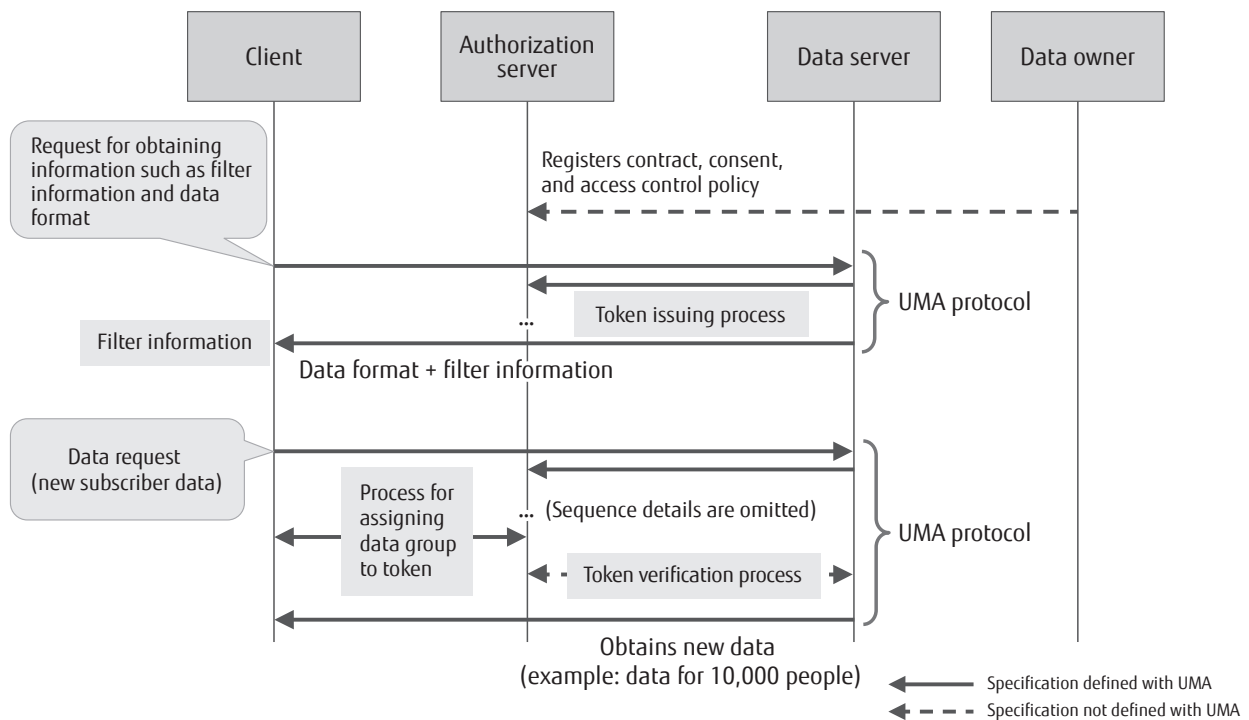 Client
Authorization
server
Data server
Data owner
Request for obtaining
information such as filter
information and data
format
Registers contract, consent,
and access control policy
Token issuing process
...
UMA protocol
Filter information
Data format + filter information
Data request
(new subscriber data)
Process for
assigning
data group
to token
... (Sequence details are omitted)
UMA protocol
Token verification process
Obtains new data
(example: data for 10,000 people)
Specification defined with UMA
Specification not defined with UMA